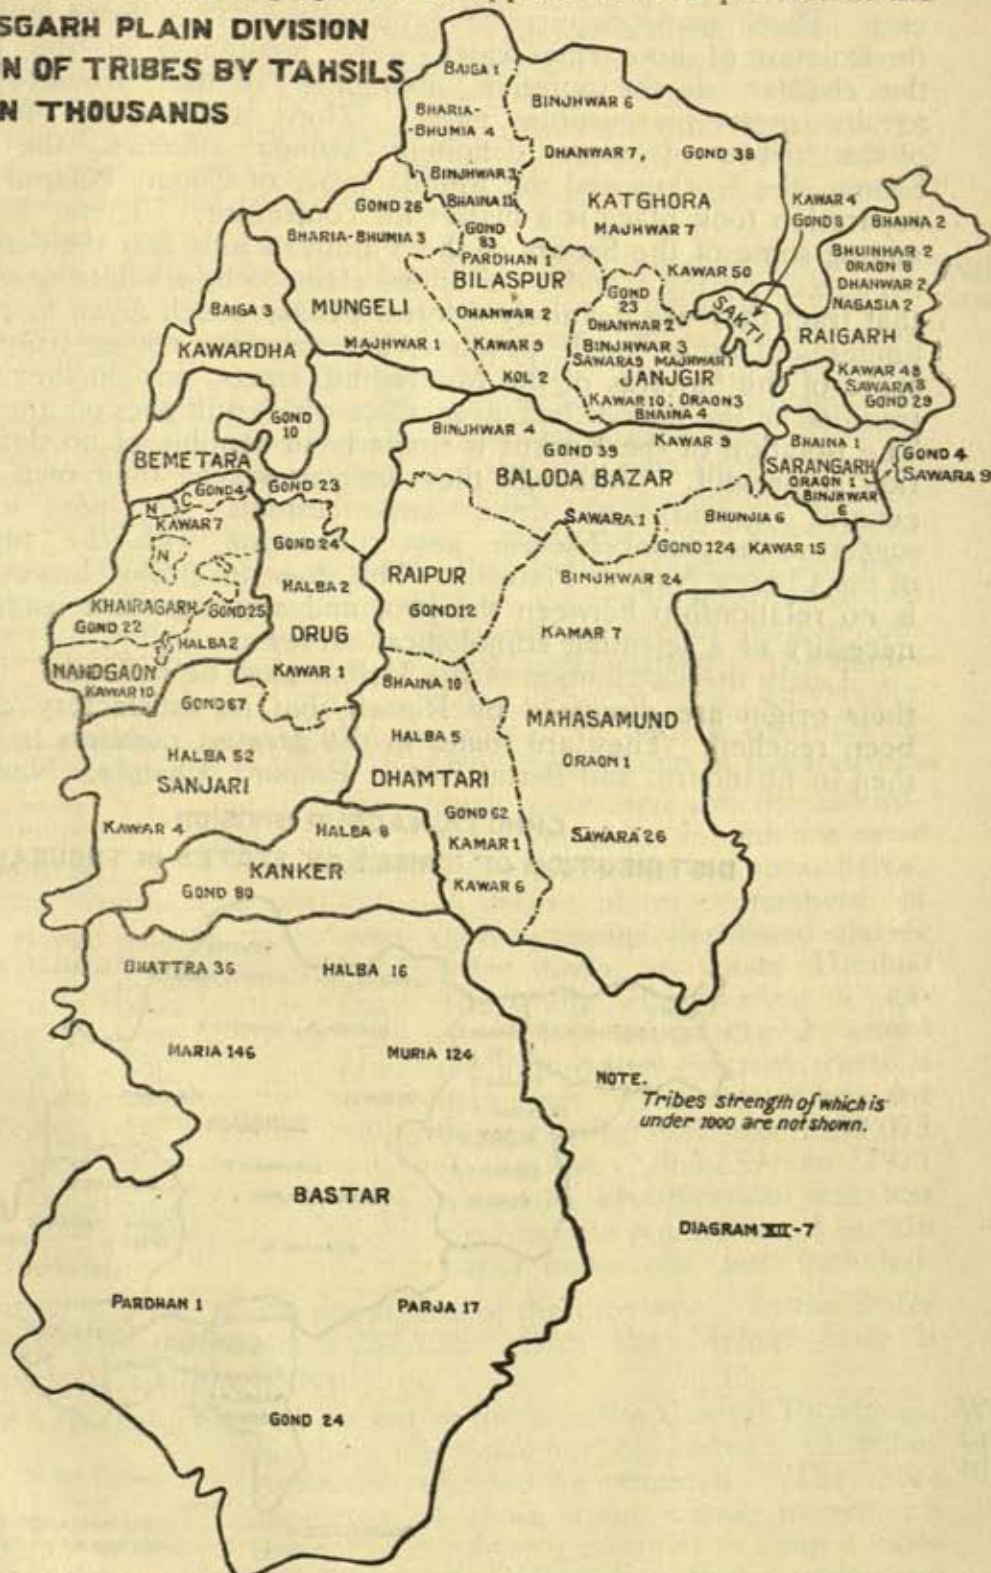 SGARH PLAIN DIVISION
N OF TRIBES BY TAHSILS
N THOUSANDS
BAIGA 1
BHARIA-
-BHUMIA 4
BINJHWAR 3
BHAINA 11
GOND
83
PARDHAN 1
BILASPUR
DHANWAR 2
KAWAR 9
KOL 2
BINJHWAR 6
DHANWAR 7,
GOND 38
KATGHORA
MAJHWAR 7
KAWAR 50
GOND 26
BHARIA-BHUMIA 3
MUNGELI
MAJHWAR 1
BAIGA 3
KAWARDHA
GOND
10
GOND
23
DHANWAR 2
BINJHWAR 3
SAWARA 9 MAJHWAR 1
JANJGIR
KAWAR 10. ORAON 3
BHAINA 4
KAWAR 4
GOND 8
SAKTI
BHAINA 2
BHUINHAR 2
ORAON 8
DHANWAR 2
NAGASIA 2
RAIGARH
KAWAR 48
SAWARA 8
GOND 29
BHAINA 1
SARANGARH
ORAON 1
BINJHWAR
6
GOND 4
SAWARA 9
BEMETARA
GOND 23
N C GOND 4
KAWAR 7
N
KHAIRAGARH
GOND 25
GOND 22
HALBA 2
NANDGAON
KAWAR 10
GOND 24
HALBA 2
DRUG
KAWAR 1
BINJHWAR 4
GOND 39
KAWAR 9
BALODA BAZAR
SAWARA 1
RAIPUR
GOND 12
BHUNJIA 6
GOND 124 KAWAR 15
BINJHWAR 24
KAMAR 7
MAHASAMUND
ORAON 1
SAWARA 26
BHAINA 10
HALBA 5
DHAMTARI
GOND 62
KAMAR 1
KAWAR 6
GOND 67
HALBA 52
SANJARI
KAWAR 4
HALBA 8
KANKER
GOND 80
BHATTRA 36
HALBA 16
MARIA 146
MURIA 124
BASTAR
PARDHAN 1
PARJA 17
GOND 24
NOTE.
Tribes strength of which is
under 1000 are not shown.
DIAGRAM XII-7